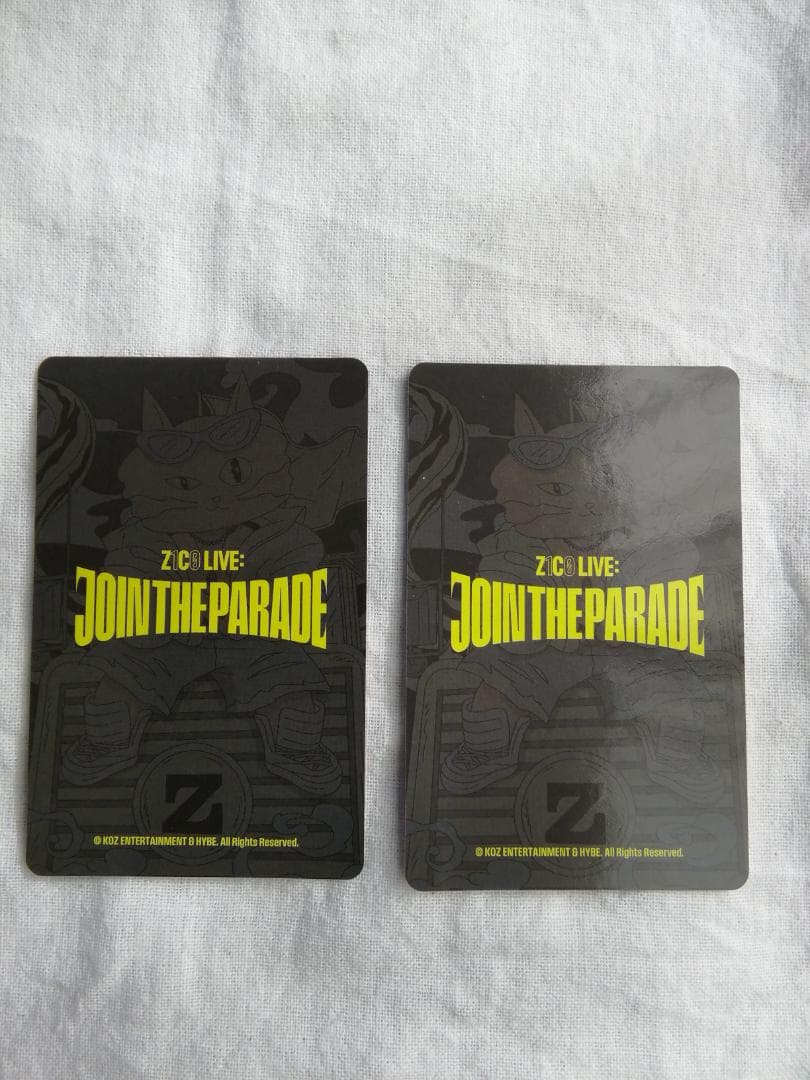 Z1C0 LIVE:
JOIN THE PARADE
Z
© KOZ ENTERTAINMENT & HYBE. All Rights Reserved.
Z1C0 LIVE:
JOIN THE PARADE
Z
© KOZ ENTERTAINMENT & HYBE. All Rights Reserved.